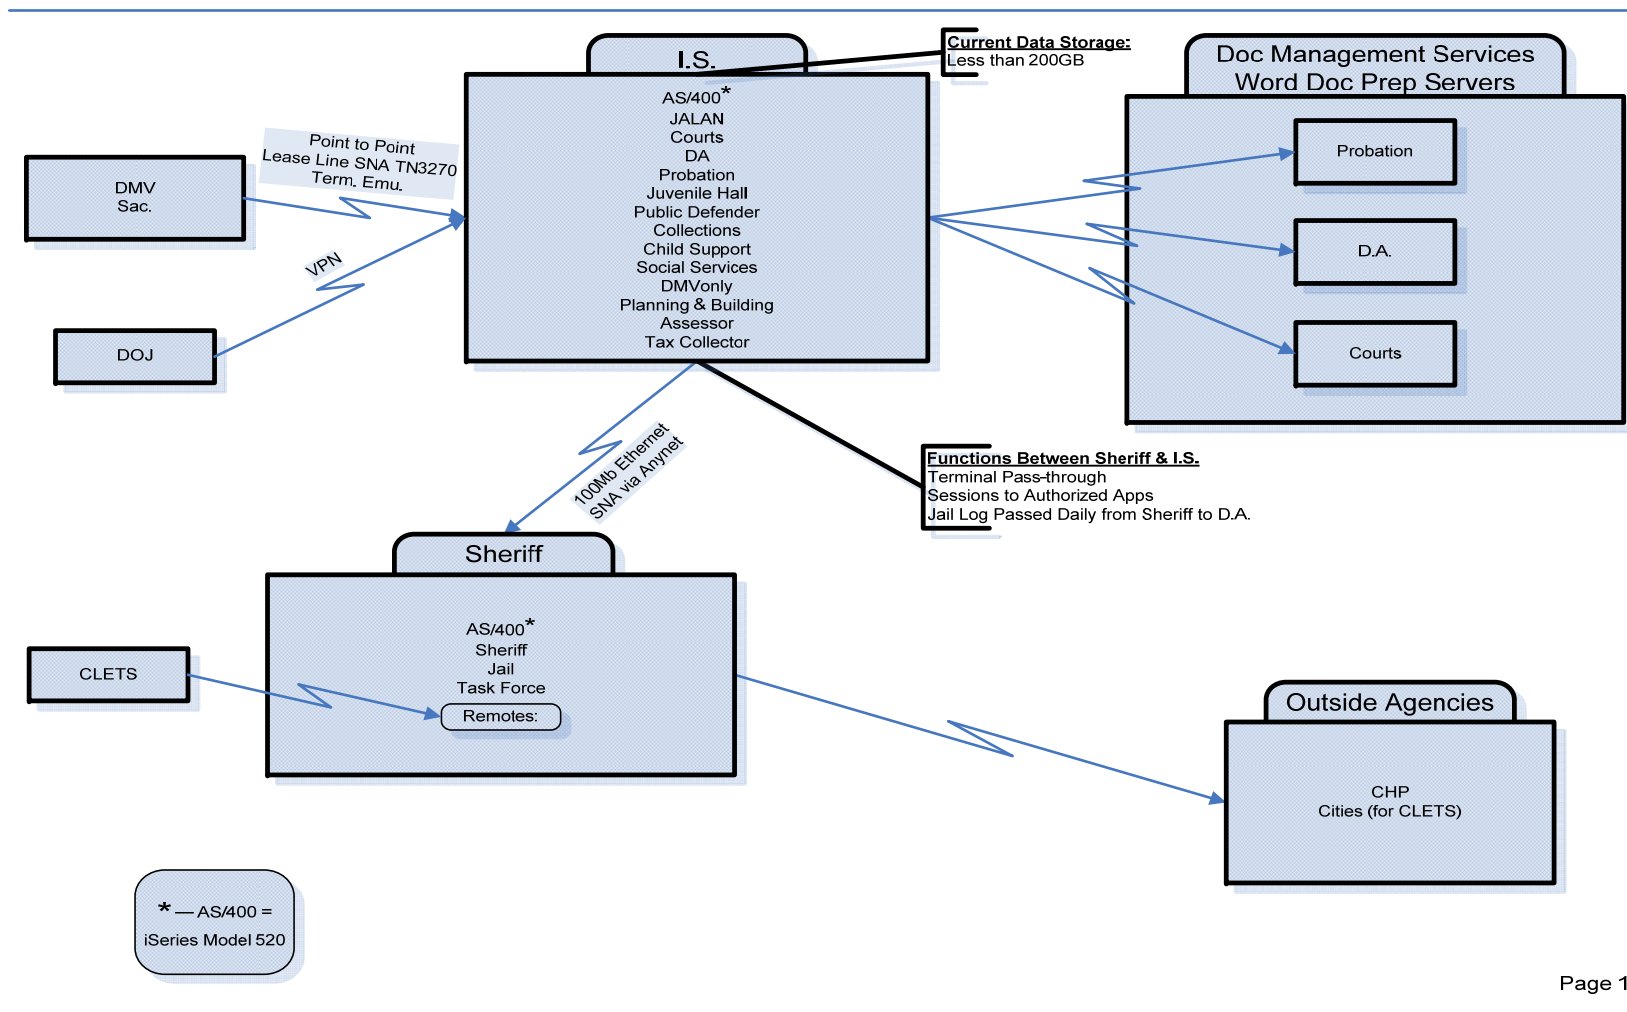 I.S.
Current Data Storage:
Less than 200GB
Doc Management Services
Word Doc Prep Servers
AS/400*
JALAN
Courts
DA
Probation
Juvenile Hall
Public Defender
Collections
Child Support
Social Services
DMVonly
Planning & Building
Assessor
Tax Collector
Point to Point
Lease Line SNA TN3270
Term. Emu.
DMV
Sac.
VPN
DOJ
Probation
D.A.
Courts
100Mb Ethernet
SNA via Anynet
Functions Between Sheriff & I.S.
Terminal Pass-through
Sessions to Authorized Apps
Jail Log Passed Daily from Sheriff to D.A.
Sheriff
AS/400*
Sheriff
Jail
Task Force
Remotes:
CLETS
Outside Agencies
CHP
Cities (for CLETS)
* — AS/400 =
iSeries Model 520
Page 1